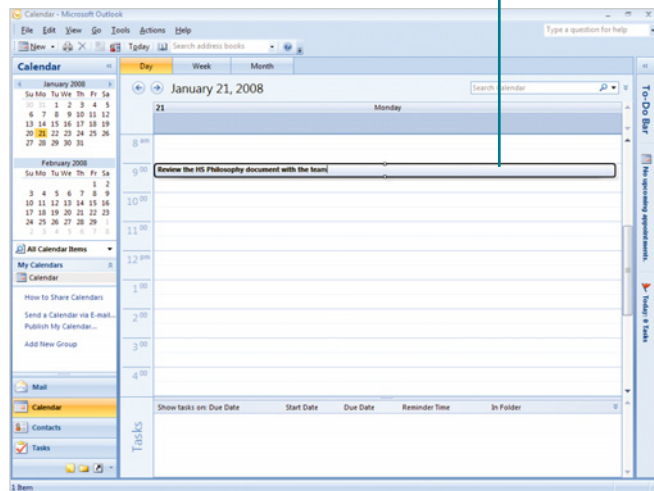 Calendar - Microsoft Outlook
File Edit View Go Tools Actions Help
Type a question for help
New Today Search address books
Calendar
Day Week Month
January 2008
Su Mo Tu We Th Fr Sa
30 31 1 2 3 4 5
6 7 8 9 10 11 12
13 14 15 16 17 18 19
20 21 22 23 24 25 26
27 28 29 30 31
February 2008
Su Mo Tu We Th Fr Sa
1 2
3 4 5 6 7 8 9
10 11 12 13 14 15 16
17 18 19 20 21 22 23
24 25 26 27 28 29 1
2 3 4 5 6 7 8
All Calendar Items
My Calendars
Calendar
How to Share Calendars
Send a Calendar via E-mail...
Publish My Calendar...
Add New Group
Mail
Calendar
Contacts
Tasks
1 Item
January 21, 2008
Search Calendar
21 Monday
8 am
9 00 Review the HS Philosophy document with the team
10 00
11 00
12 pm
1 00
2 00
3 00
4 00
Tasks
Show tasks on: Due Date Start Date Due Date Reminder Time In Folder
To-Do Bar
No upcoming appointments.
Today: 0 Tasks